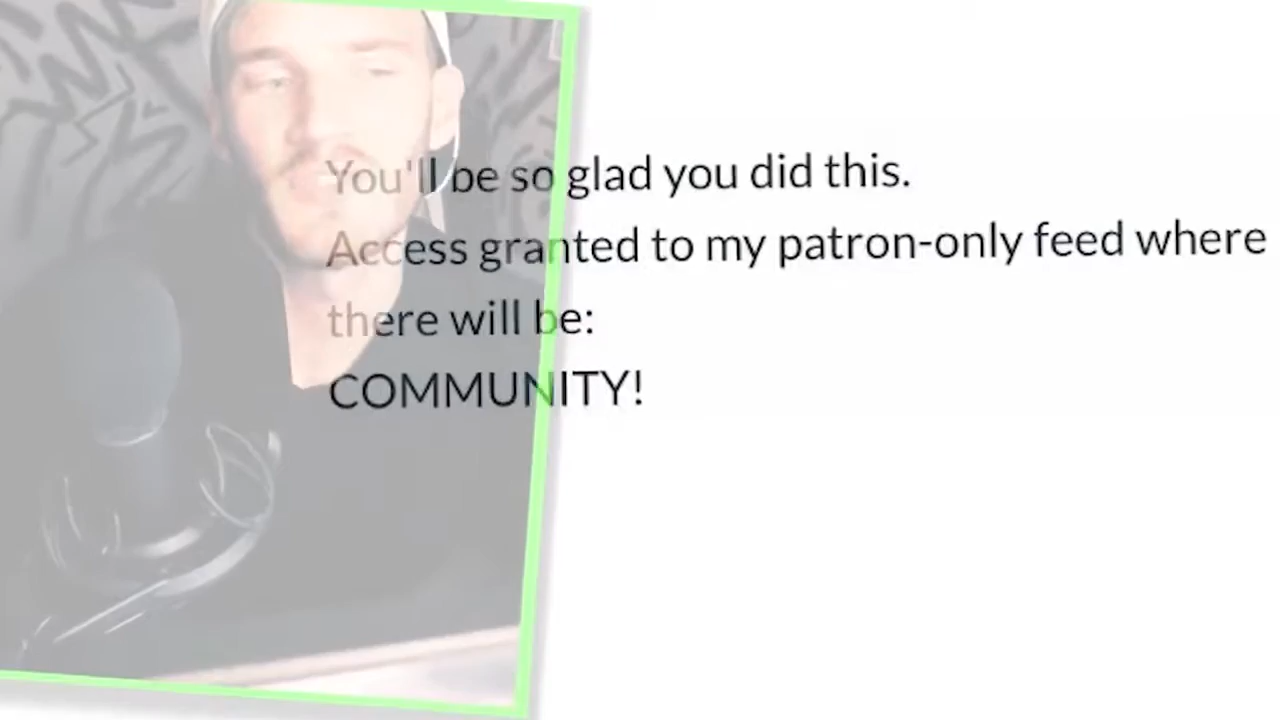 You'll be so glad you did this.
Access granted to my patron-only feed where
there will be:
COMMUNITY!